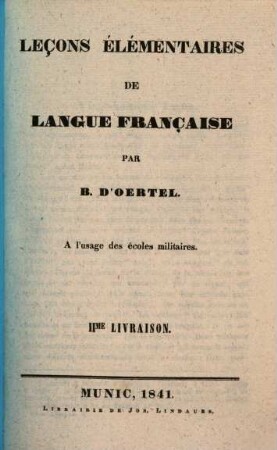 LEÇONS ÉLÉMENTAIRES
DE
LANGUE FRANÇAISE
PAR
B. D'OERTEL.
A l'usage des écoles militaires.
IIME LIVRAISON.
MUNIC, 1841.
LIBRAIRIE DE JOS. LINDAUER.